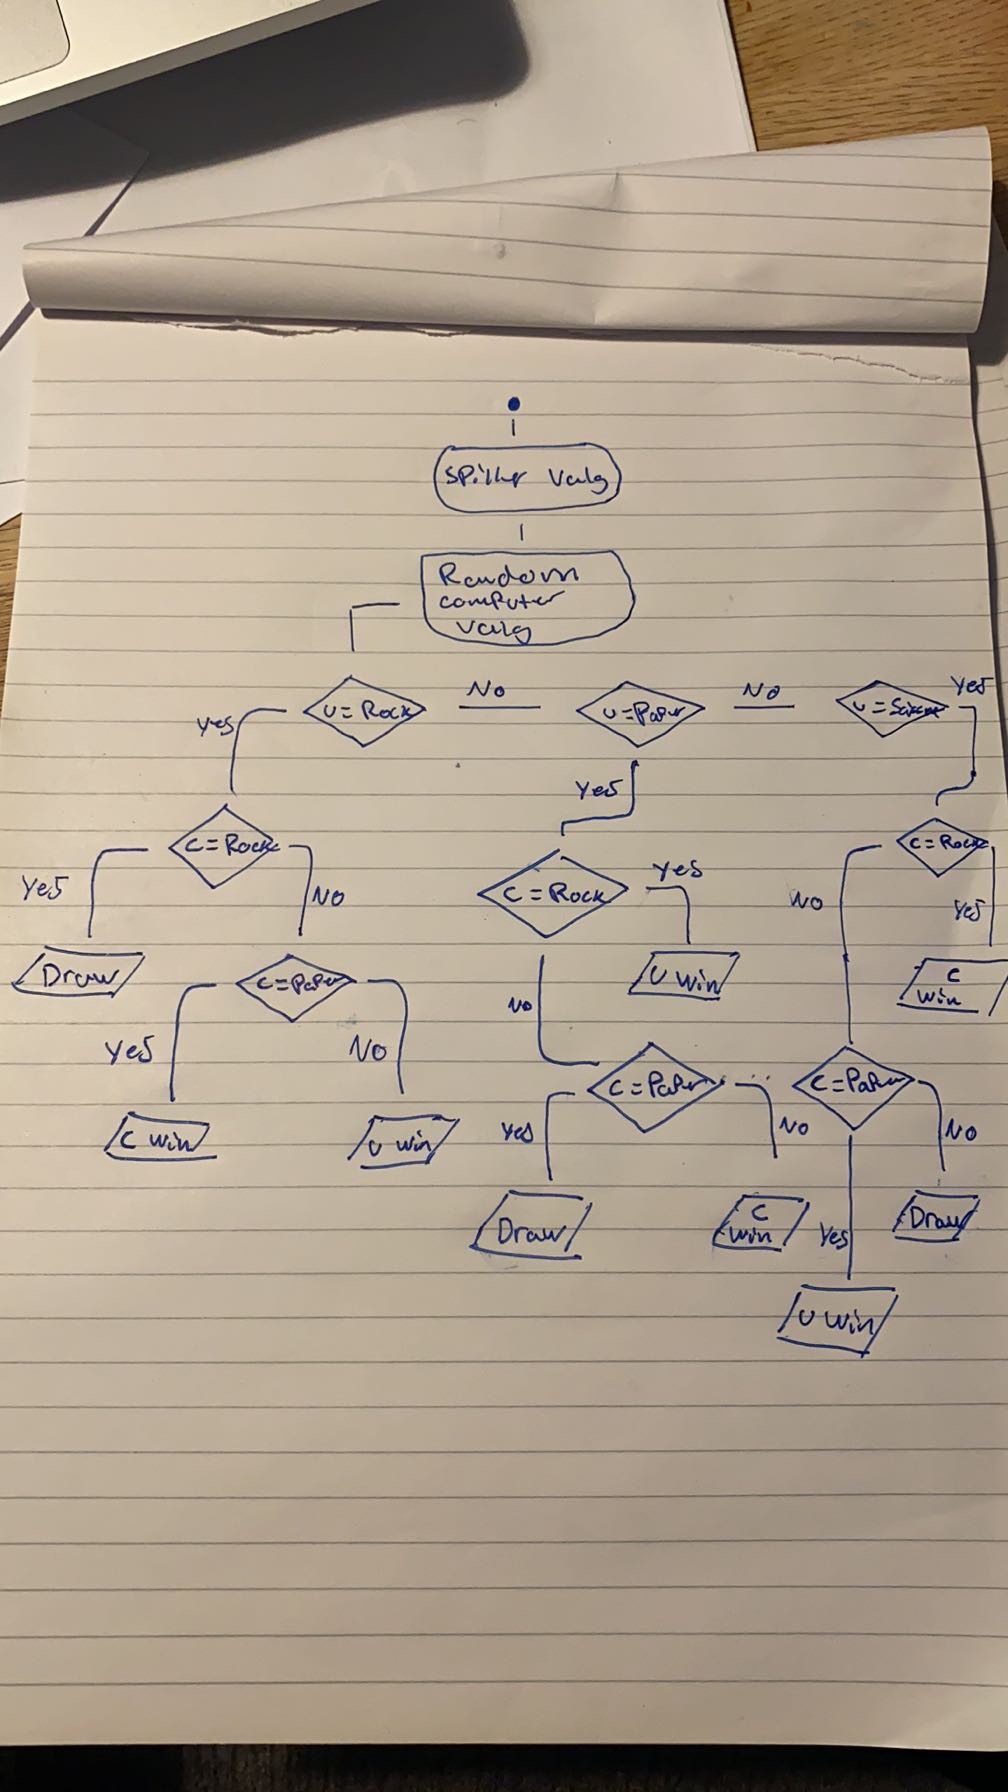 Spiller valg
Random
computer
valg
U = Rock
No
U = Paper
No
U =
Yes
Yes
Yes
C = Rock
Yes
No
C = Rock
Yes
No
C = Rock
No
Yes
Draw
C = Paper
Yes
No
U Win
C
Win
C Win
U Win
C = Paper
Yes
No
C = Paper
No
Yes
Draw
C
Win
Draw
U Win